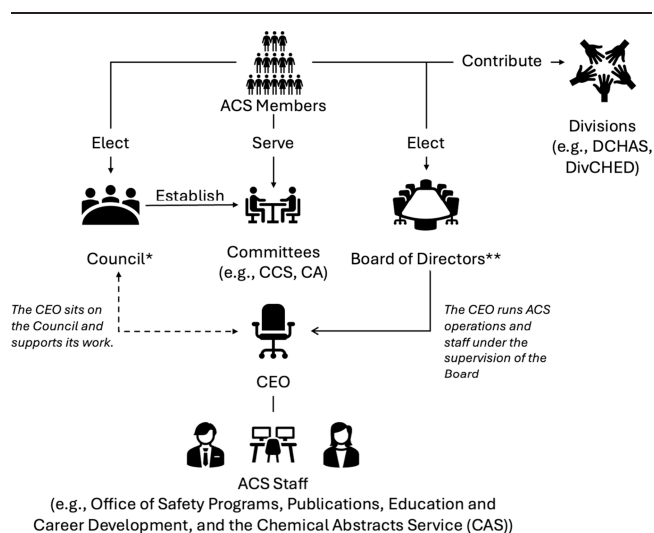 ACS Members
Contribute
Divisions
(e.g., DCHAS,
DivCHED)
Elect
Serve
Elect
Establish
Council*
Committees
(e.g., CCS, CA)
Board of Directors**
The CEO sits on
the Council and
supports its work.
The CEO runs ACS
operations and
staff under the
supervision of the
Board
CEO
ACS Staff
(e.g., Office of Safety Programs, Publications, Education and
Career Development, and the Chemical Abstracts Service (CAS))